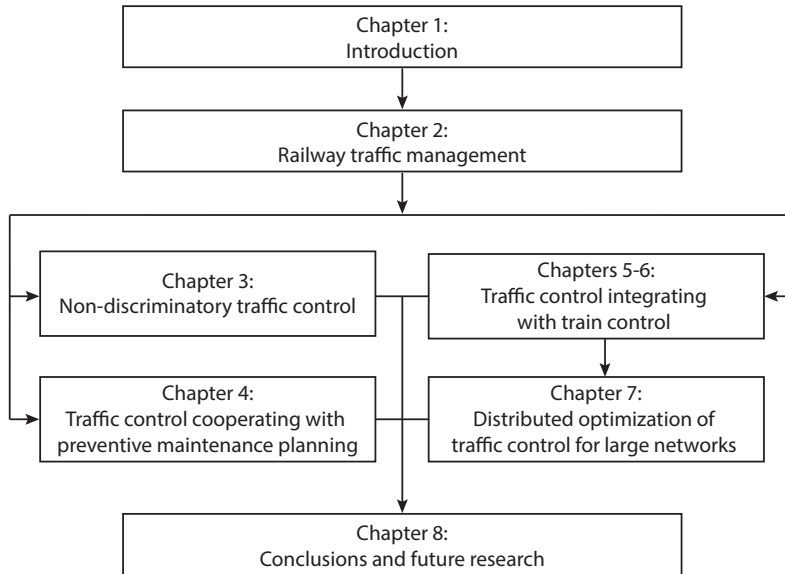 Chapter 1:
Introduction
Chapter 2:
Railway traffic management
Chapter 3:
Non-discriminatory traffic control
Chapters 5-6:
Traffic control integrating
with train control
Chapter 4:
Traffic control cooperating with
preventive maintenance planning
Chapter 7:
Distributed optimization of
traffic control for large networks
Chapter 8:
Conclusions and future research